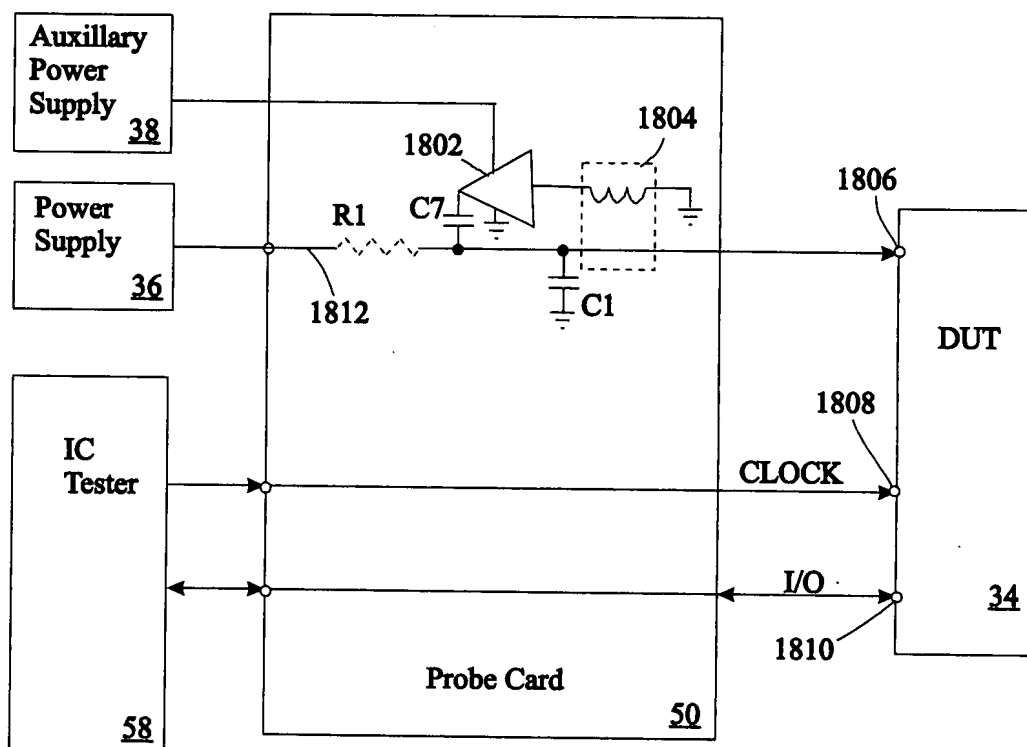 Auxillary
Power
Supply
38
Power
Supply
36
1802
1804
C7
R1
1812
C1
1806
DUT
1808
IC
Tester
CLOCK
I/O
34
1810
Probe Card
50
58